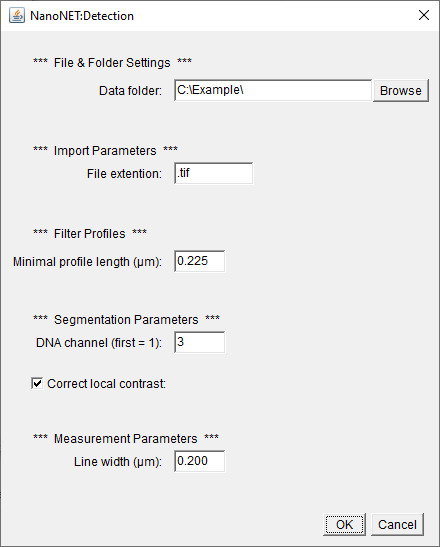 NanoNET:Detection
*** File & Folder Settings ***
Data folder: C:\Example\ Browse
*** Import Parameters ***
File extention: .tif
*** Filter Profiles ***
Minimal profile length (µm): 0.225
*** Segmentation Parameters ***
DNA channel (first = 1): 3
Correct local contrast:
*** Measurement Parameters ***
Line width (µm): 0.200
OK Cancel